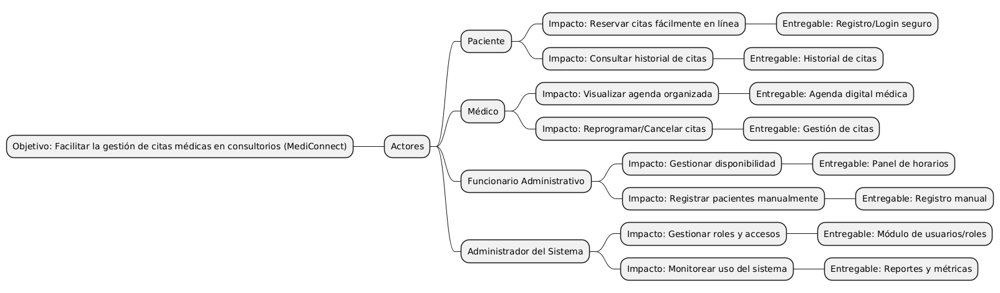 Objetivo: Facilitar la gestión de citas médicas en consultorios (MediConnect)
Actores
Paciente
Impacto: Reservar citas fácilmente en línea
Entregable: Registro/Login seguro
Impacto: Consultar historial de citas
Entregable: Historial de citas
Médico
Impacto: Visualizar agenda organizada
Entregable: Agenda digital médica
Impacto: Reprogramar/Cancelar citas
Entregable: Gestión de citas
Funcionario Administrativo
Impacto: Gestionar disponibilidad
Entregable: Panel de horarios
Impacto: Registrar pacientes manualmente
Entregable: Registro manual
Administrador del Sistema
Impacto: Gestionar roles y accesos
Entregable: Módulo de usuarios/roles
Impacto: Monitorear uso del sistema
Entregable: Reportes y métricas